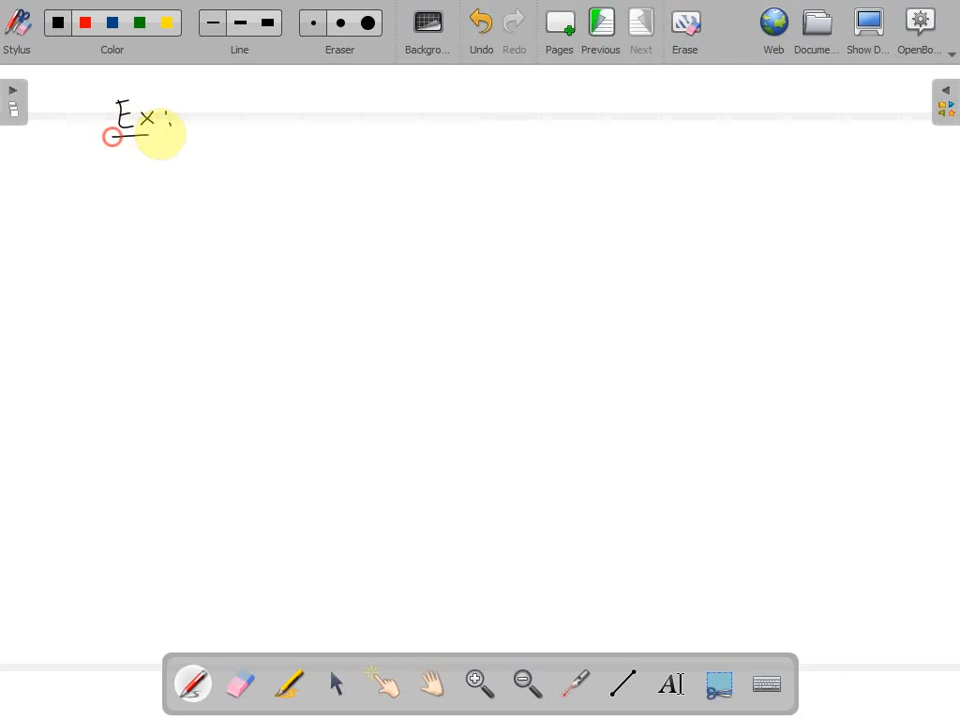 Stylus
Color
Line
Eraser
Backgro...
Undo
Redo
Pages
Previous
Next
Erase
Web
Docume...
Show D...
OpenBo...
Ex: